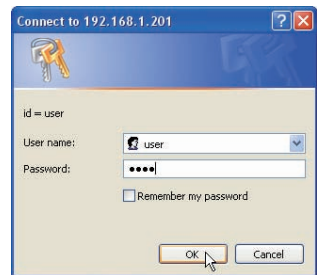 Connect to 192.168.1.201
id = user
User name: user
Password: ••••
Remember my password
OK Cancel